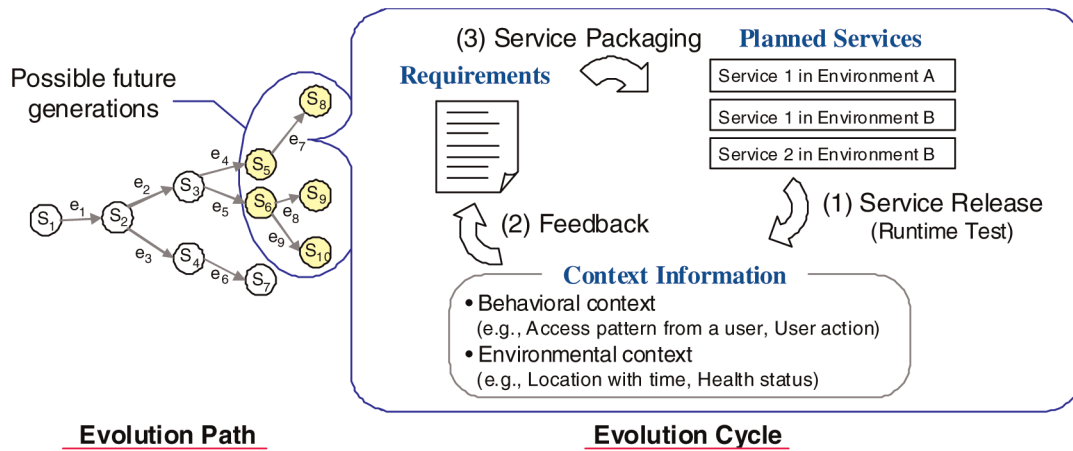 Possible future
generations
S1
e1
S2
e2
e3
S3
S4
e4
e5
e6
S5
S6
S7
e7
e8
e9
S8
S9
S10
Evolution Path
(3) Service Packaging
Requirements
Planned Services
Service 1 in Environment A
Service 1 in Environment B
Service 2 in Environment B
(1) Service Release
(Runtime Test)
(2) Feedback
Context Information
• Behavioral context
(e.g., Access pattern from a user, User action)
• Environmental context
(e.g., Location with time, Health status)
Evolution Cycle